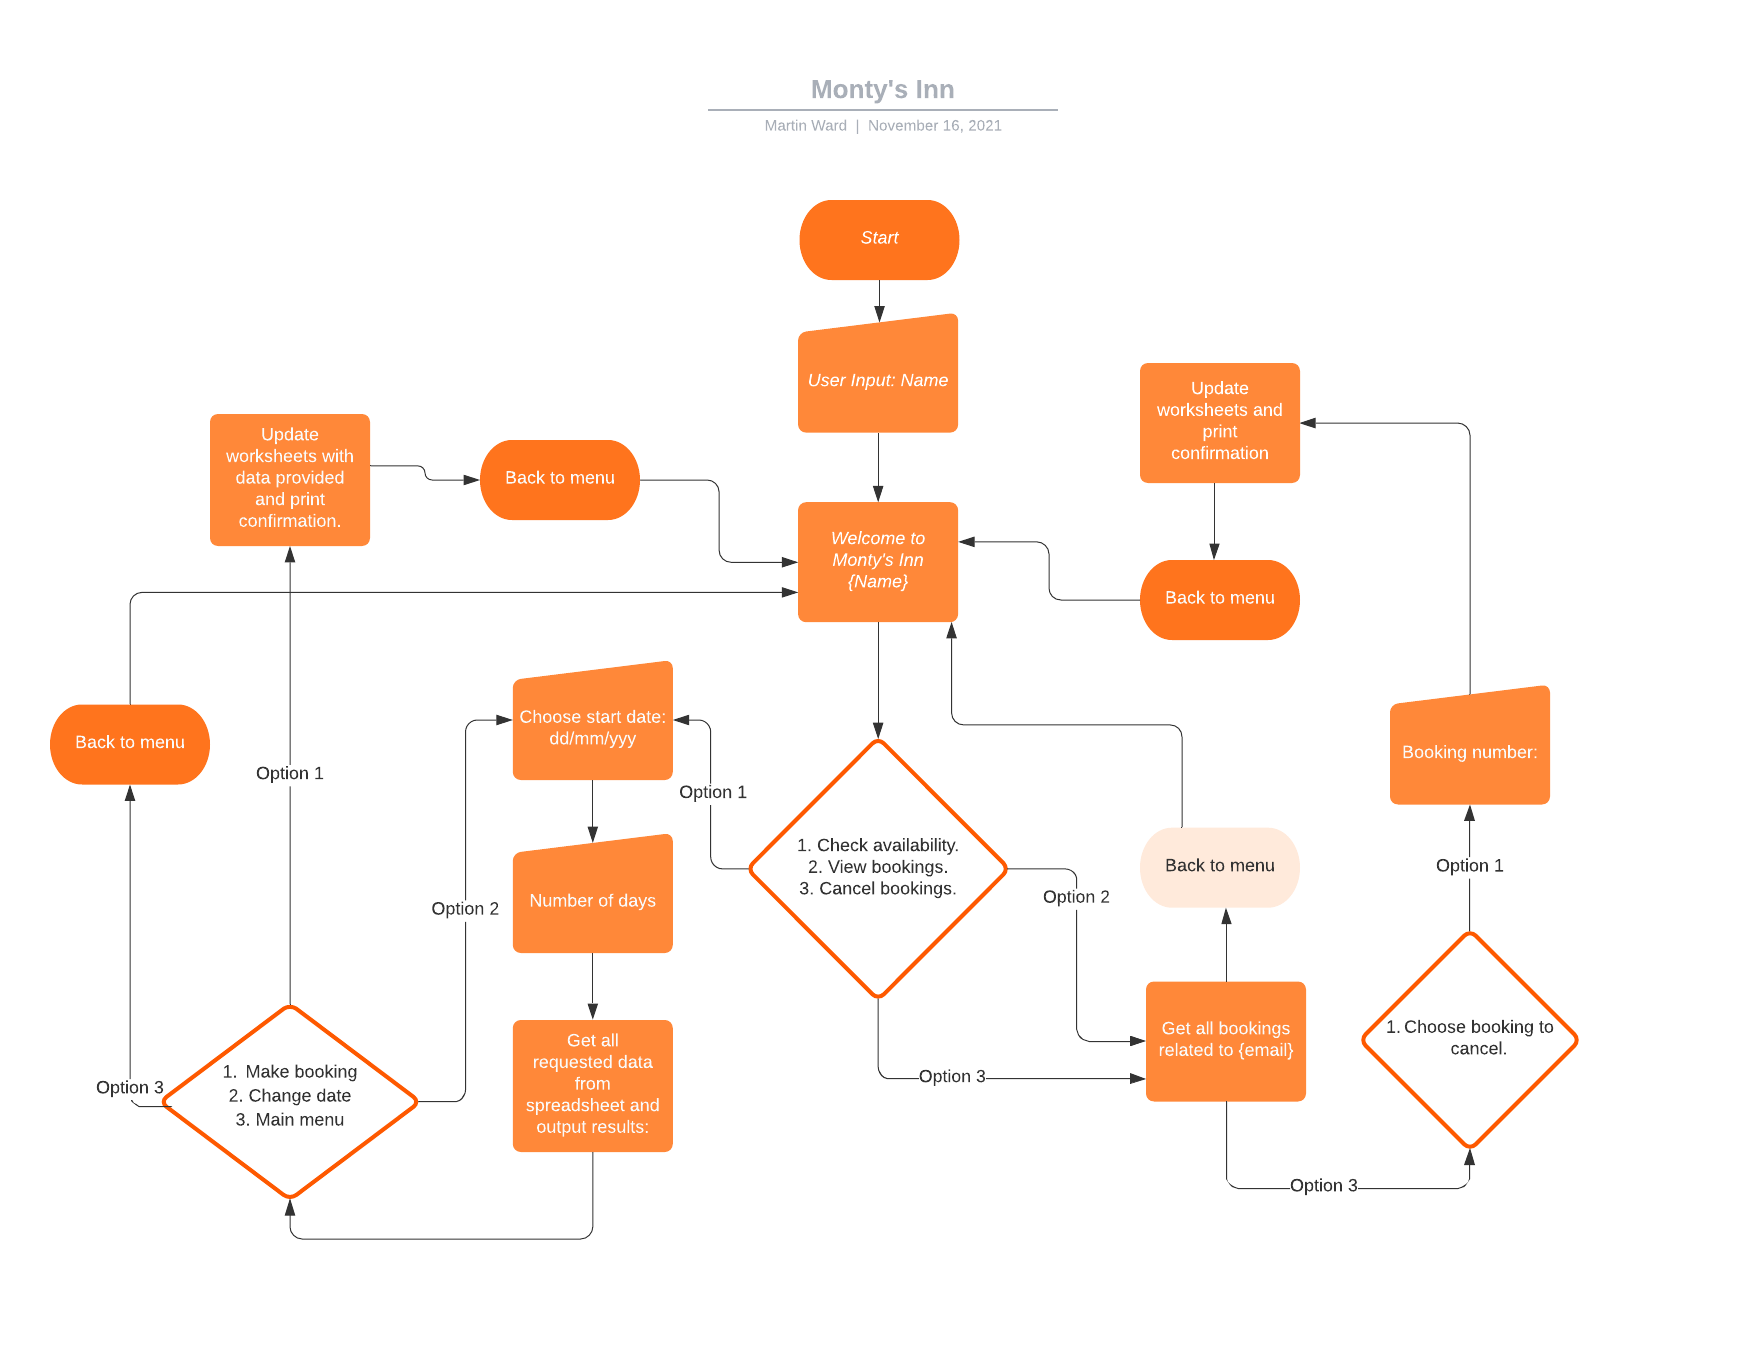 Monty's Inn
Martin Ward | November 16, 2021
Start
User Input: Name
Update
worksheets and
print
confirmation
Update
worksheets with
data provided
and print
confirmation.
Back to menu
Welcome to
Monty's Inn
{Name}
Back to menu
Choose start date:
dd/mm/yyy
Back to menu
Booking number:
Option 1
Option 1
1. Check availability.
2. View bookings.
3. Cancel bookings.
Back to menu
Option 1
Number of days
Option 2
Option 2
Get all bookings
related to {email}
1. Choose booking to
cancel.
Get all
requested data
from
spreadsheet and
output results:
Option 3
1. Make booking
2. Change date
3. Main menu
Option 3
Option 3